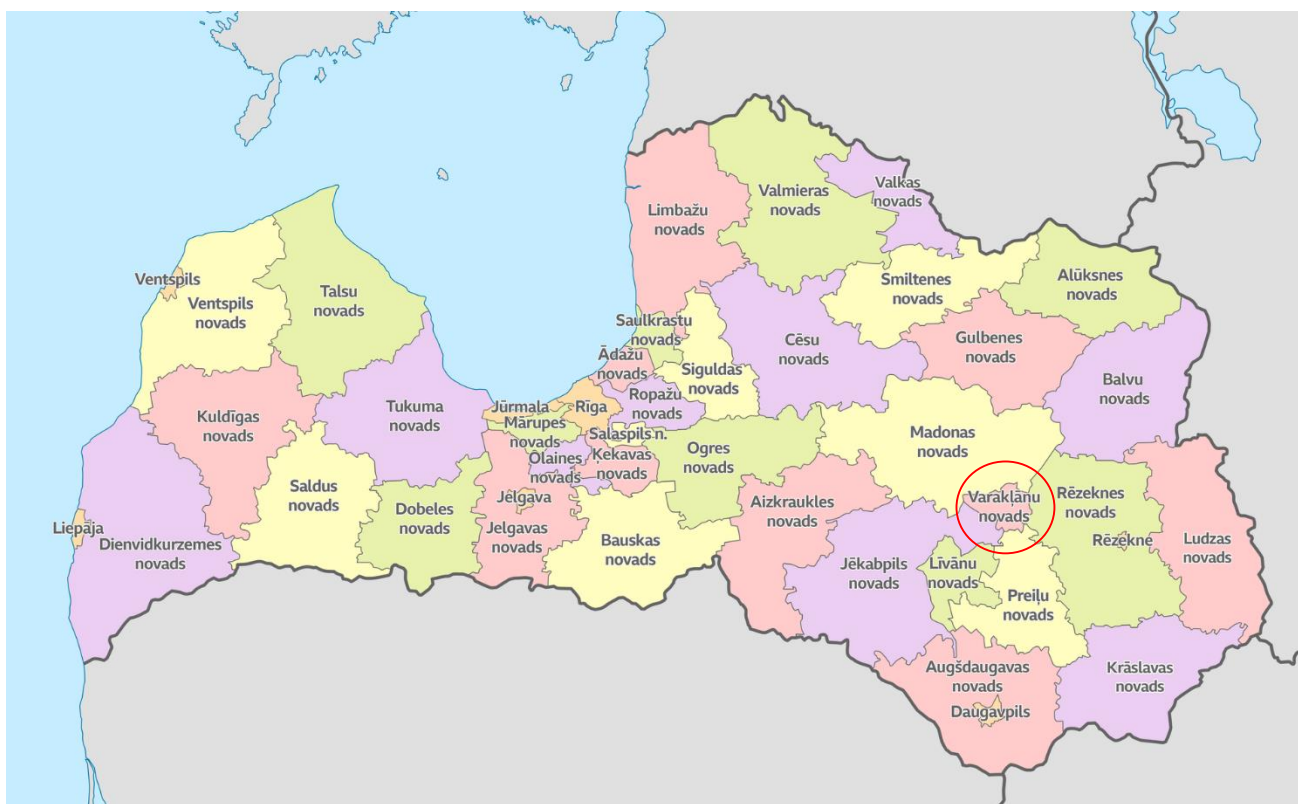 Valkas
novads
Valmieras
novads
Limbažu
novads
Ventspils
Ventspils
novads
Talsu
novads
Smiltenes
novads
Alūksnes
novads
Saulkrastu
novads
Cēsu
novads
Gulbenes
novads
Ādažu
novads
Siguldas
novads
Balvu
novads
Ropažu
novads
Kuldīgas
novads
Tukuma
novads
Jūrmala
Rīga
Mārupes
novads
Salaspils n.
Madonas
novads
Olaines
novads
Ķekavas
novads
Ogres
novads
Saldus
novads
Dobeles
novads
Jelgava
Jelgavas
novads
Aizkraukles
novads
Varakļānu
novads
Rēzeknes
novads
Liepāja
Dienvidkurzemes
novads
Bauskas
novads
Rēzekne
Ludzas
novads
Jēkabpils
novads
Līvānu
novads
Preiļu
novads
Augšdaugavas
novads
Krāslavas
novads
Daugavpils